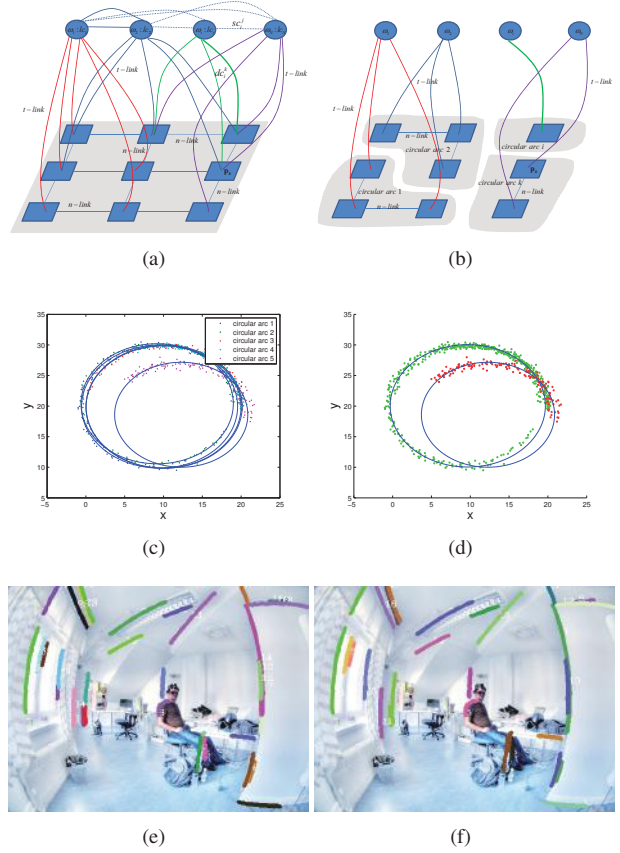 sc
dc
t−link
t−link
t−link
n−link
n−link
n−link
n−link
Pₙ
(a)
t−link
t−link
t−link
n−link
circular arc 2
circular arc i
circular arc 1
circular arc k
n−link
n−link
(b)
circular arc 1
circular arc 2
circular arc 3
circular arc 4
circular arc 5
35
30
25
20
15
10
5
y
−5 0 5 10 15 20 25
x
(c)
35
30
25
20
15
10
5
y
−5 0 5 10 15 20 25
x
(d)
(e)
(f)